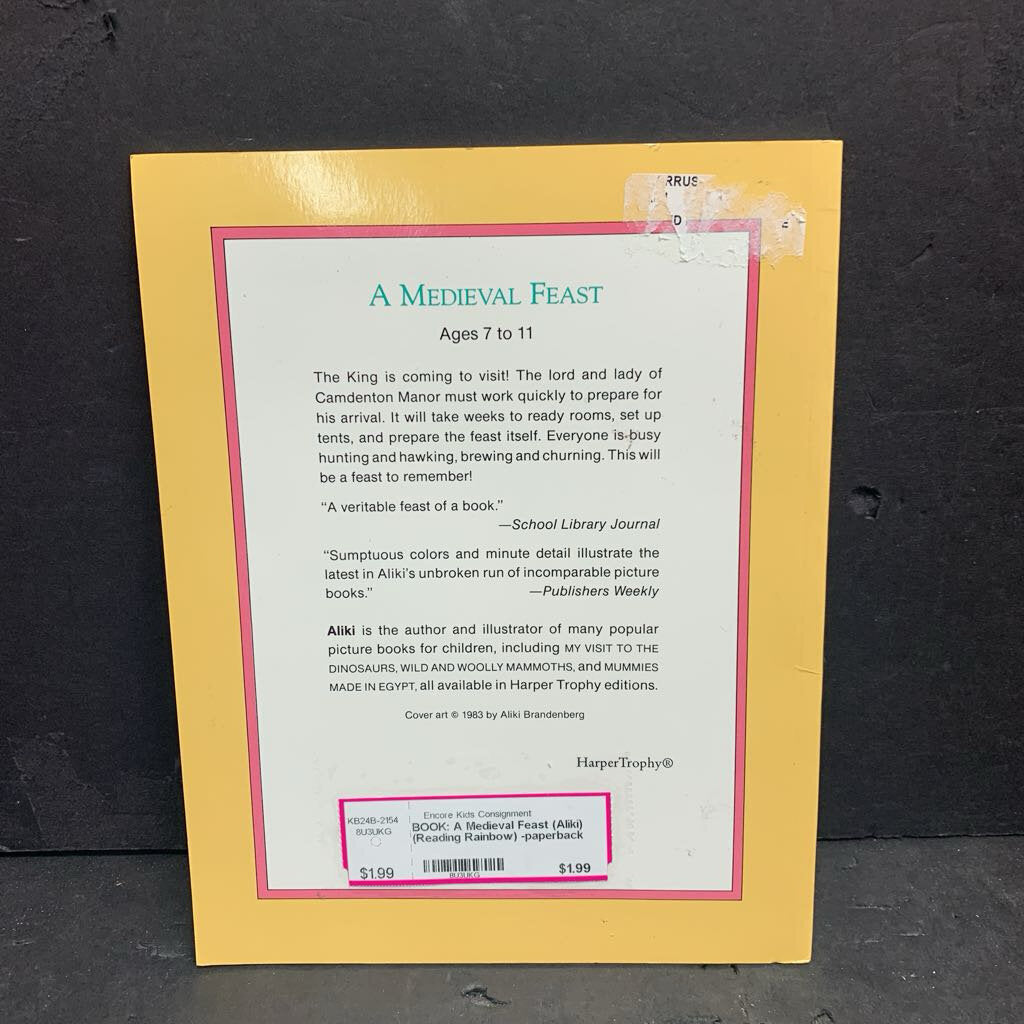 RRUS
D
A MEDIEVAL FEAST
Ages 7 to 11
The King is coming to visit! The lord and lady of
Camdenton Manor must work quickly to prepare for
his arrival. It will take weeks to ready rooms, set up
tents, and prepare the feast itself. Everyone is busy
hunting and hawking, brewing and churning. This will
be a feast to remember!
“A veritable feast of a book.”
—School Library Journal
“Sumptuous colors and minute detail illustrate the
latest in Aliki's unbroken run of incomparable picture
books.” —Publishers Weekly
Aliki is the author and illustrator of many popular
picture books for children, including MY VISIT TO THE
DINOSAURS, WILD AND WOOLLY MAMMOTHS, and MUMMIES
MADE IN EGYPT, all available in Harper Trophy editions.
Cover art © 1983 by Aliki Brandenberg
HarperTrophy®
KB24B-2154
8U3UKG
$1.99
Encore Kids Consignment
BOOK: A Medieval Feast (Aliki)
(Reading Rainbow) -paperback
8U3UKG
$1.99